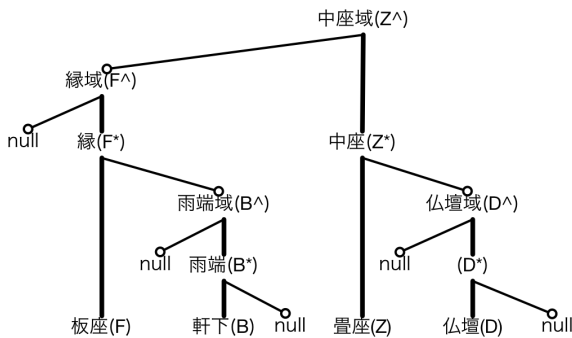 中座域(Z^)
縁域(F^)
null 縁(F*) 中座(Z*)
雨端域(B^) 仏壇域(D^)
null 雨端(B*) null (D*)
板座(F) 軒下(B) null 畳座(Z) 仏壇(D) null